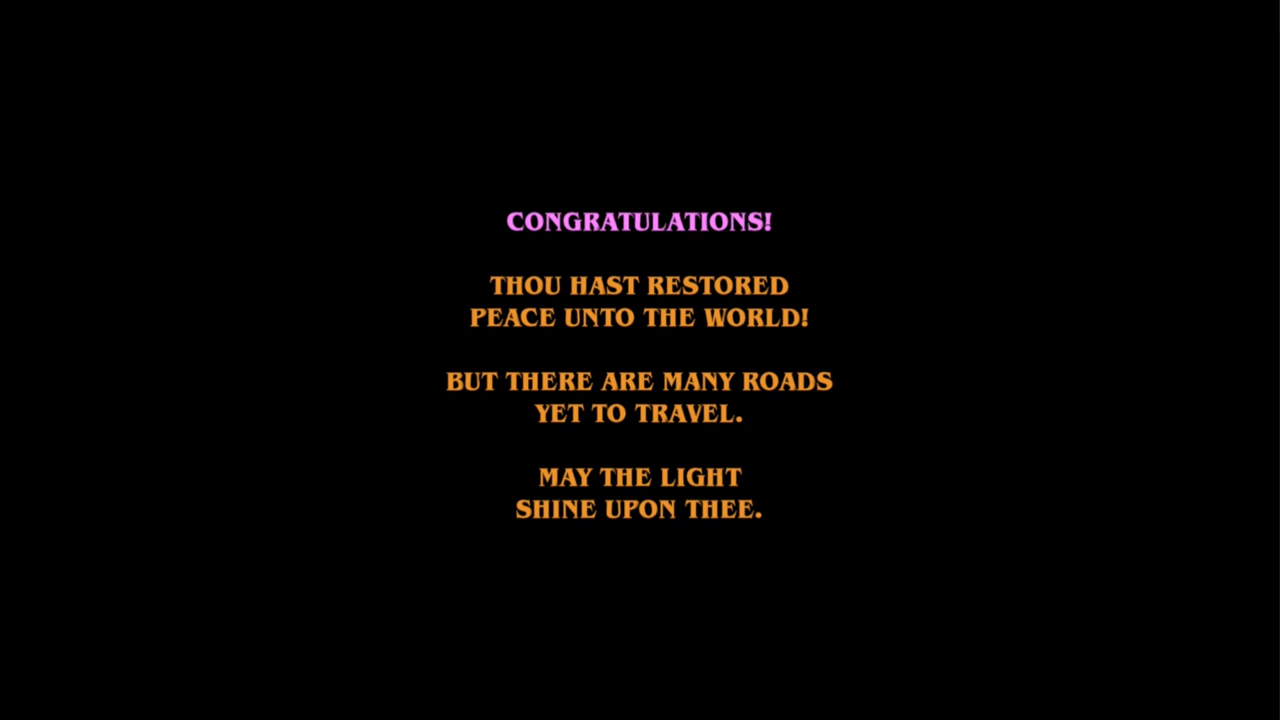 CONGRATULATIONS!
THOU HAST RESTORED
PEACE UNTO THE WORLD!
BUT THERE ARE MANY ROADS
YET TO TRAVEL.
MAY THE LIGHT
SHINE UPON THEE.